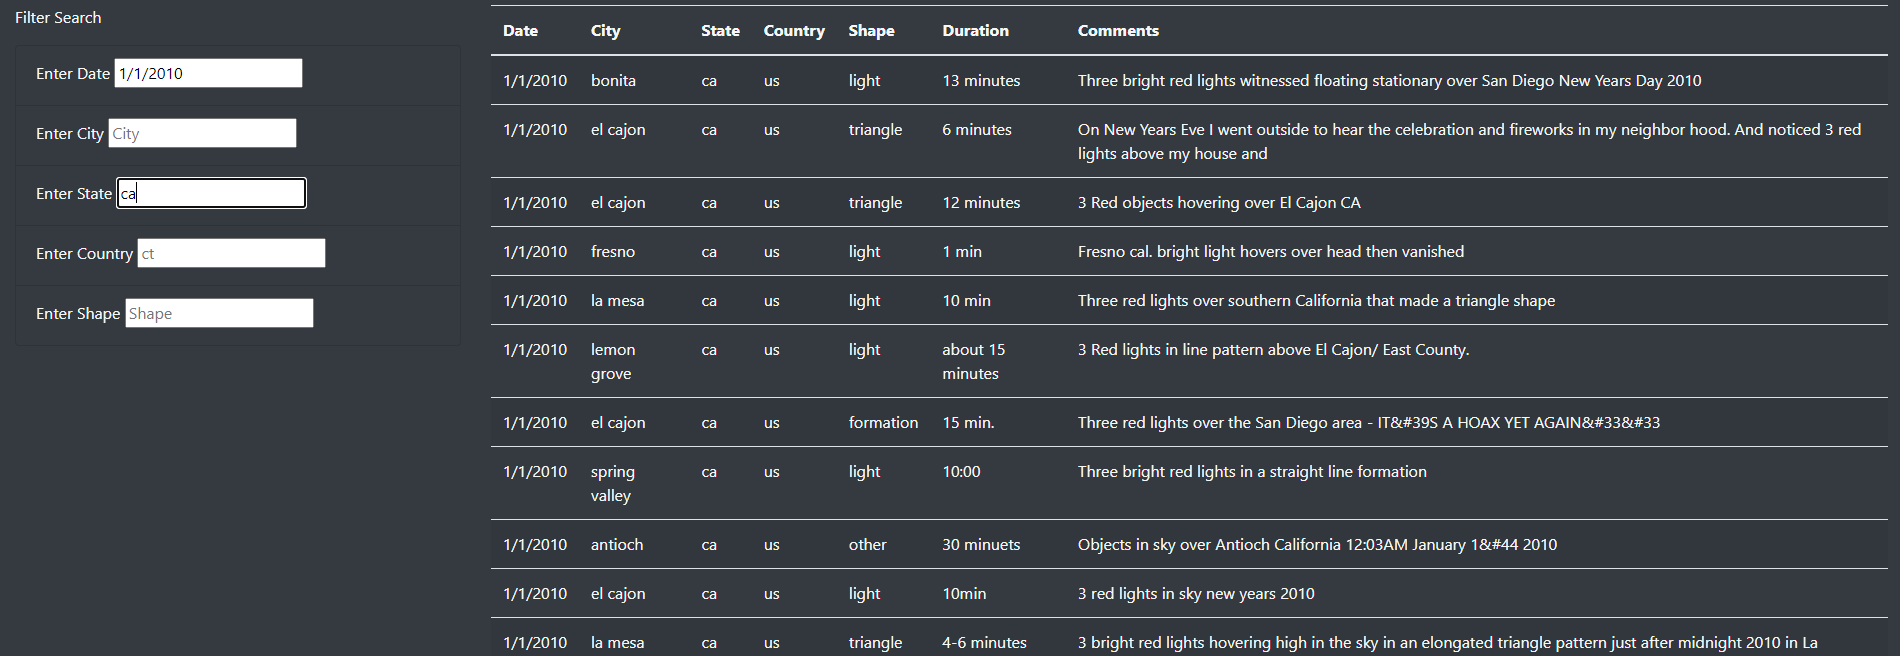 Filter Search
Enter Date 1/1/2010
Enter City City
Enter State ca
Enter Country ct
Enter Shape Shape
Date City State Country Shape Duration Comments
1/1/2010 bonita ca us light 13 minutes Three bright red lights witnessed floating stationary over San Diego New Years Day 2010
1/1/2010 el cajon ca us triangle 6 minutes On New Years Eve I went outside to hear the celebration and fireworks in my neighbor hood. And noticed 3 red
lights above my house and
1/1/2010 el cajon ca us triangle 12 minutes 3 Red objects hovering over El Cajon CA
1/1/2010 fresno ca us light 1 min Fresno cal. bright light hovers over head then vanished
1/1/2010 la mesa ca us light 10 min Three red lights over southern California that made a triangle shape
1/1/2010 lemon ca us light about 15 3 Red lights in line pattern above El Cajon/ East County.
grove minutes
1/1/2010 el cajon ca us formation 15 min. Three red lights over the San Diego area - IT&#39S A HOAX YET AGAIN&#33&#33
1/1/2010 spring ca us light 10:00 Three bright red lights in a straight line formation
valley
1/1/2010 antioch ca us other 30 minuets Objects in sky over Antioch California 12:03AM January 1&#44 2010
1/1/2010 el cajon ca us light 10min 3 red lights in sky new years 2010
1/1/2010 la mesa ca us triangle 4-6 minutes 3 bright red lights hovering high in the sky in an elongated triangle pattern just after midnight 2010 in La